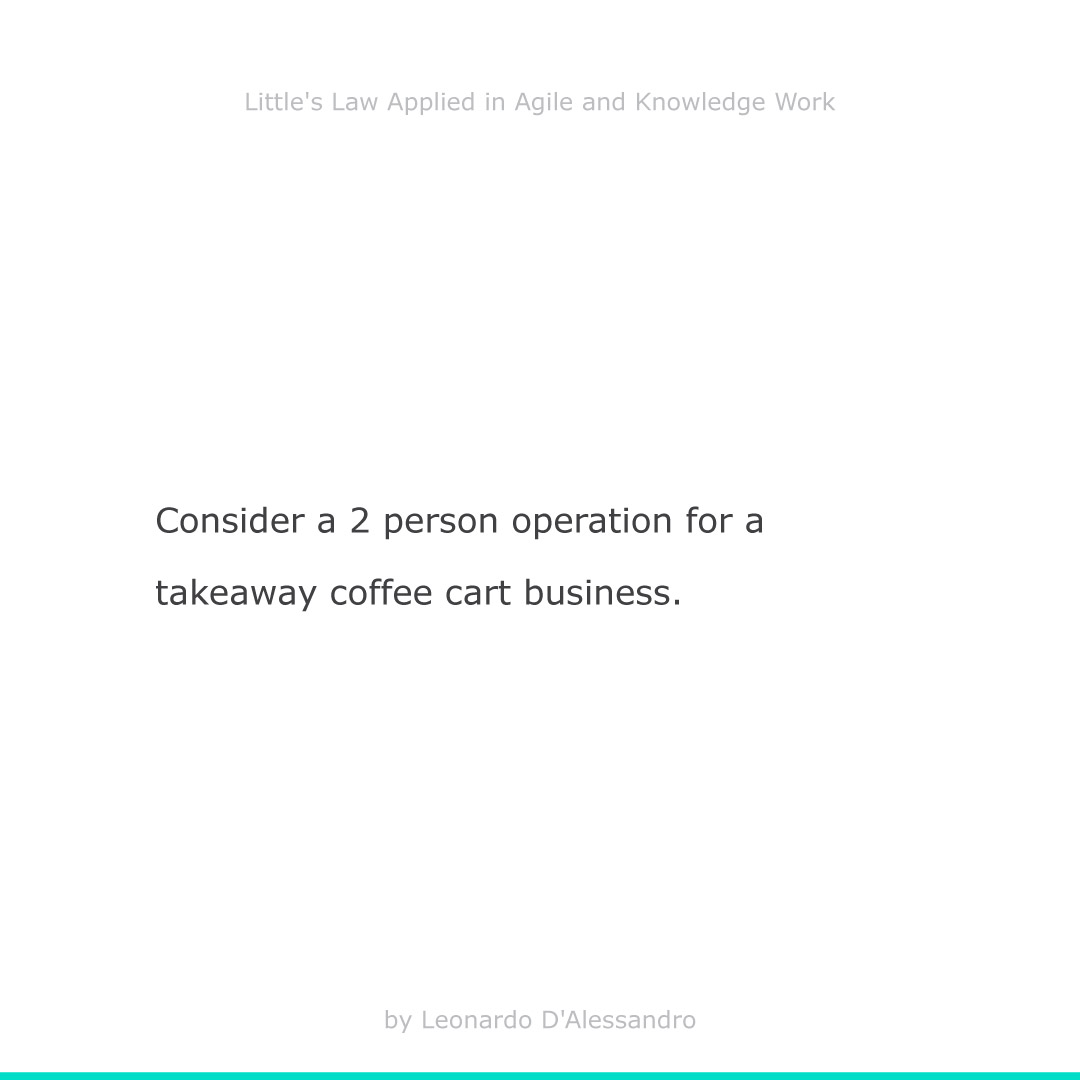 Little's Law Applied in Agile and Knowledge Work
Consider a 2 person operation for a
takeaway coffee cart business.
by Leonardo D'Alessandro